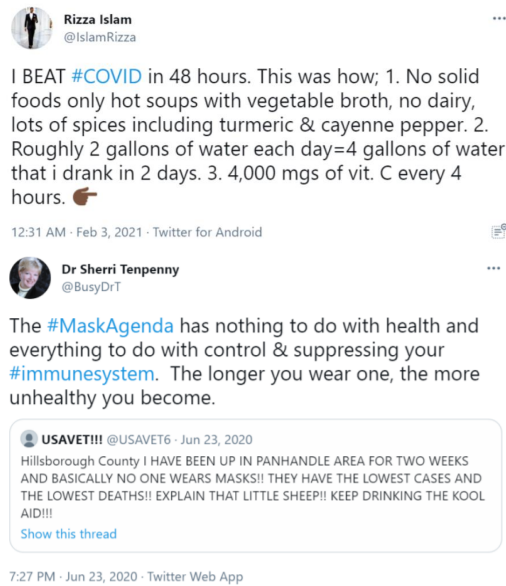 Rizza Islam
@IslamRizza
I BEAT #COVID in 48 hours. This was how; 1. No solid
foods only hot soups with vegetable broth, no dairy,
lots of spices including turmeric & cayenne pepper. 2.
Roughly 2 gallons of water each day=4 gallons of water
that i drank in 2 days. 3. 4,000 mgs of vit. C every 4
hours.
12:31 AM · Feb 3, 2021 · Twitter for Android
Dr Sherri Tenpenny
@BusyDrT
The #MaskAgenda has nothing to do with health and
everything to do with control & suppressing your
#immunesystem. The longer you wear one, the more
unhealthy you become.
USAVET!!! @USAVET6 · Jun 23, 2020
Hillsborough County I HAVE BEEN UP IN PANHANDLE AREA FOR TWO WEEKS
AND BASICALLY NO ONE WEARS MASKS!! THEY HAVE THE LOWEST CASES AND
THE LOWEST DEATHS!! EXPLAIN THAT LITTLE SHEEP!! KEEP DRINKING THE KOOL
AID!!!
Show this thread
7:27 PM · Jun 23, 2020 · Twitter Web App